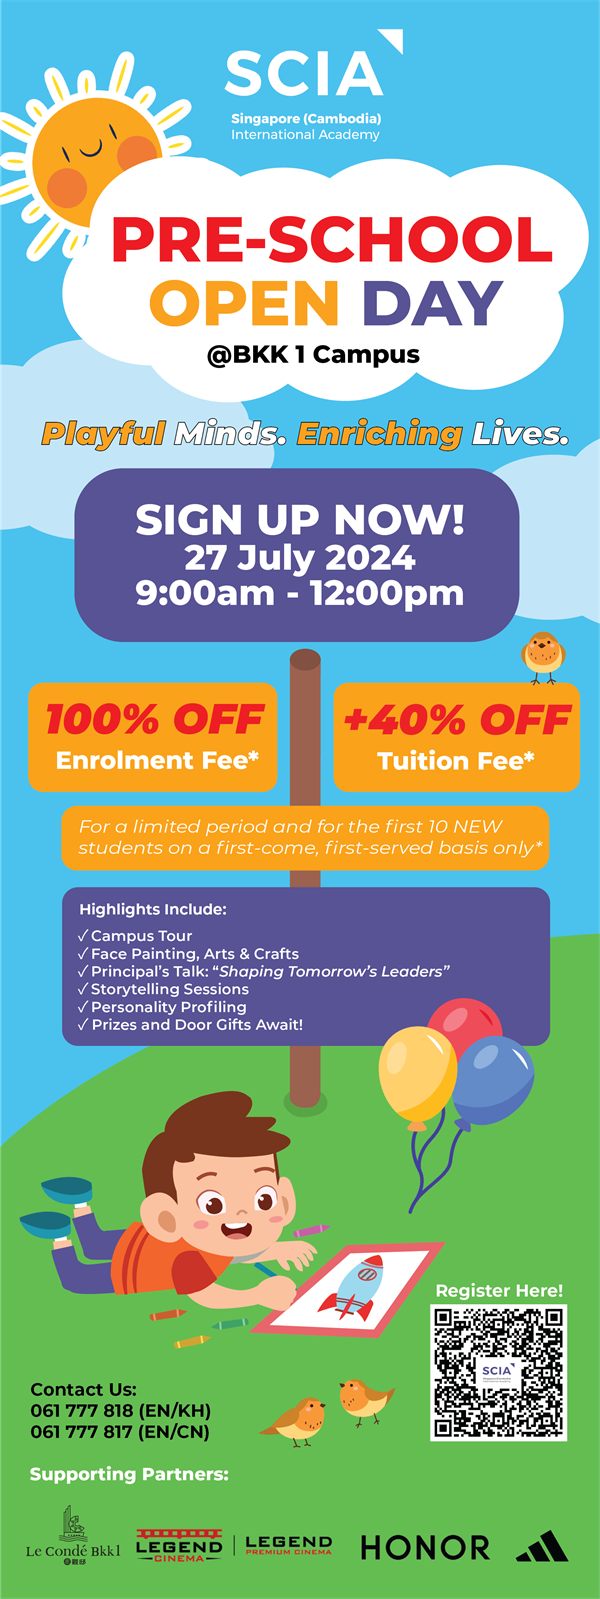 SCIA
Singapore (Cambodia)
International Academy
PRE-SCHOOL
OPEN DAY
@BKK 1 Campus
Playful Minds. Enriching Lives.
SIGN UP NOW!
27 July 2024
9:00am - 12:00pm
100% OFF
Enrolment Fee*
+40% OFF
Tuition Fee*
For a limited period and for the first 10 NEW
students on a first-come, first-served basis only*
Highlights Include:
✓Campus Tour
✓Face Painting, Arts & Crafts
✓Principal's Talk: “Shaping Tomorrow's Leaders”
✓Storytelling Sessions
✓Personality Profiling
✓Prizes and Door Gifts Await!
Register Here!
SCIA
Contact Us:
061 777 818 (EN/KH)
061 777 817 (EN/CN)
Supporting Partners:
Le Condé Bkk1
LEGEND
CINEMA
LEGEND
PREMIUM CINEMA
HONOR